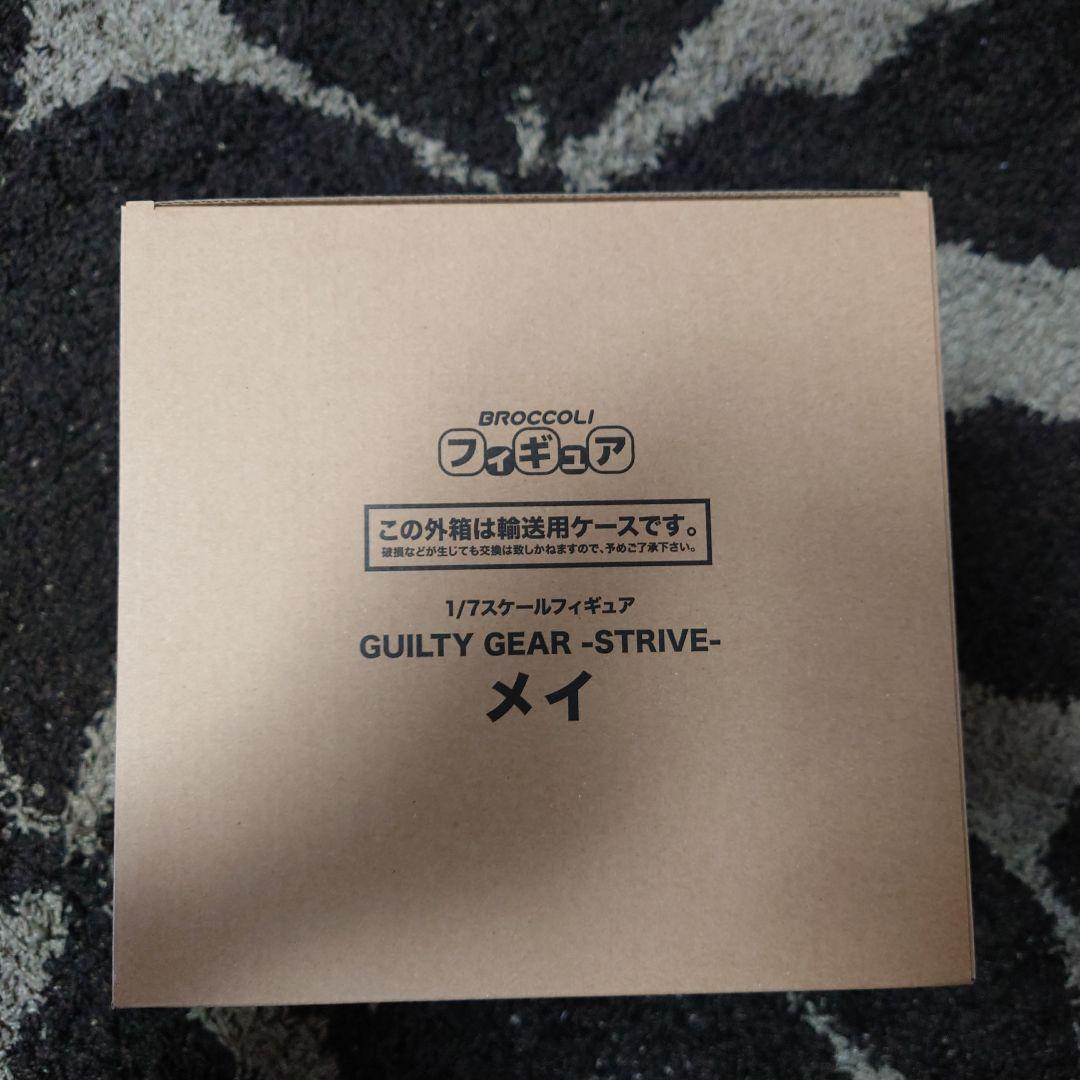 BROCCOLI
フィギュア
この外箱は輸送用ケースです。
破損などが生じても交換は致しかねますので、予めご了承下さい。
1/7スケールフィギュア
GUILTY GEAR -STRIVE-
メイ